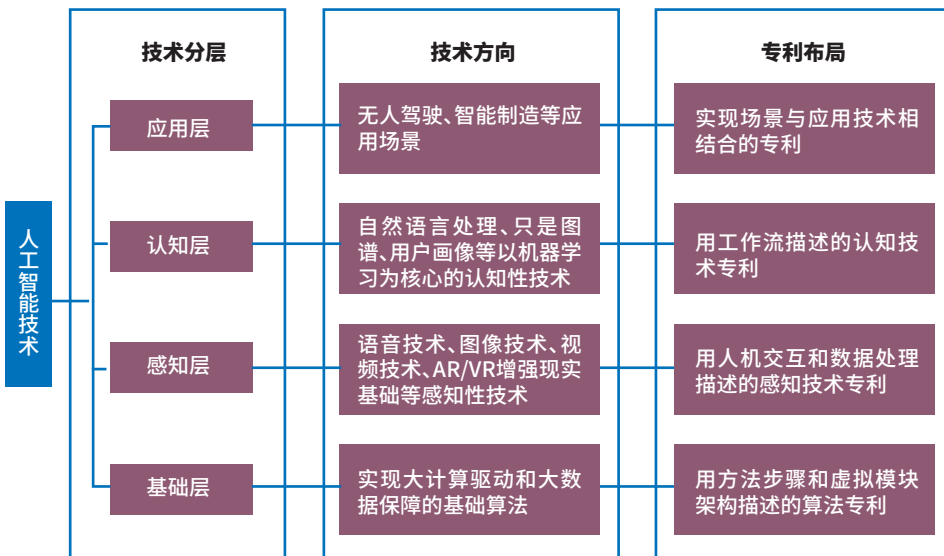 人工智能技术
技术分层
技术方向
专利布局
应用层
无人驾驶、智能制造等应
用场景
实现场景与应用技术相
结合的专利
认知层
自然语言处理、只是图
谱、用户画像等以机器学
习为核心的认知性技术
用工作流描述的认知技
术专利
感知层
语音技术、图像技术、视
频技术、AR/VR增强现实
基础等感知性技术
用人机交互和数据处理
描述的感知技术专利
基础层
实现大计算驱动和大数
据保障的基础算法
用方法步骤和虚拟模块
架构描述的算法专利